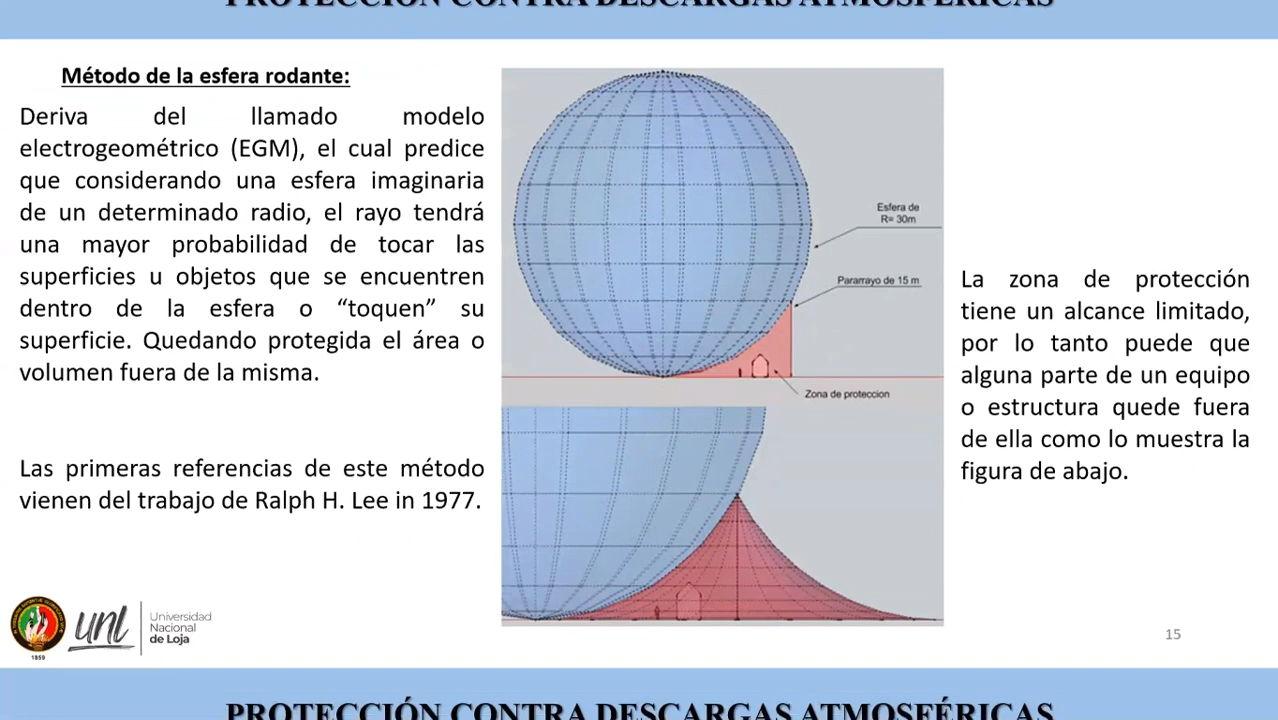 PROTECCIÓN CONTRA DESCARGAS ATMOSFÉRICAS
Método de la esfera rodante:
Deriva del llamado modelo
electrogeométrico (EGM), el cual predice
que considerando una esfera imaginaria
de un determinado radio, el rayo tendrá
una mayor probabilidad de tocar las
superficies u objetos que se encuentren
dentro de la esfera o “toquen” su
superficie. Quedando protegida el área o
volumen fuera de la misma.
Las primeras referencias de este método
vienen del trabajo de Ralph H. Lee in 1977.
Esfera de
R= 30m
Pararrayo de 15 m
Zona de proteccion
La zona de protección
tiene un alcance limitado,
por lo tanto puede que
alguna parte de un equipo
o estructura quede fuera
de ella como lo muestra la
figura de abajo.
1859
unl
Universidad
Nacional
de Loja
15
PROTECCIÓN CONTRA DESCARGAS ATMOSFÉRICAS